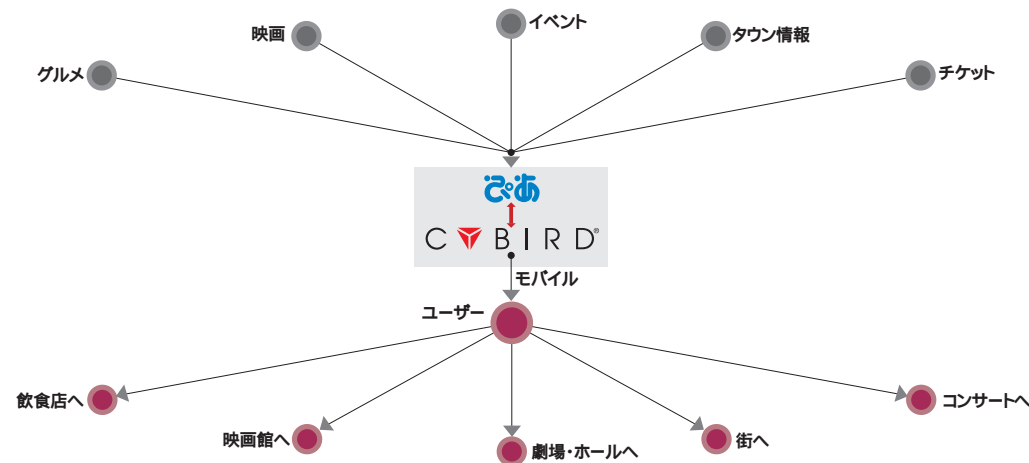 イベント
映画
タウン情報
グルメ
チケット
ぴあ
CYBIRD®
モバイル
ユーザー
飲食店へ
コンサートへ
映画館へ
街へ
劇場・ホールへ